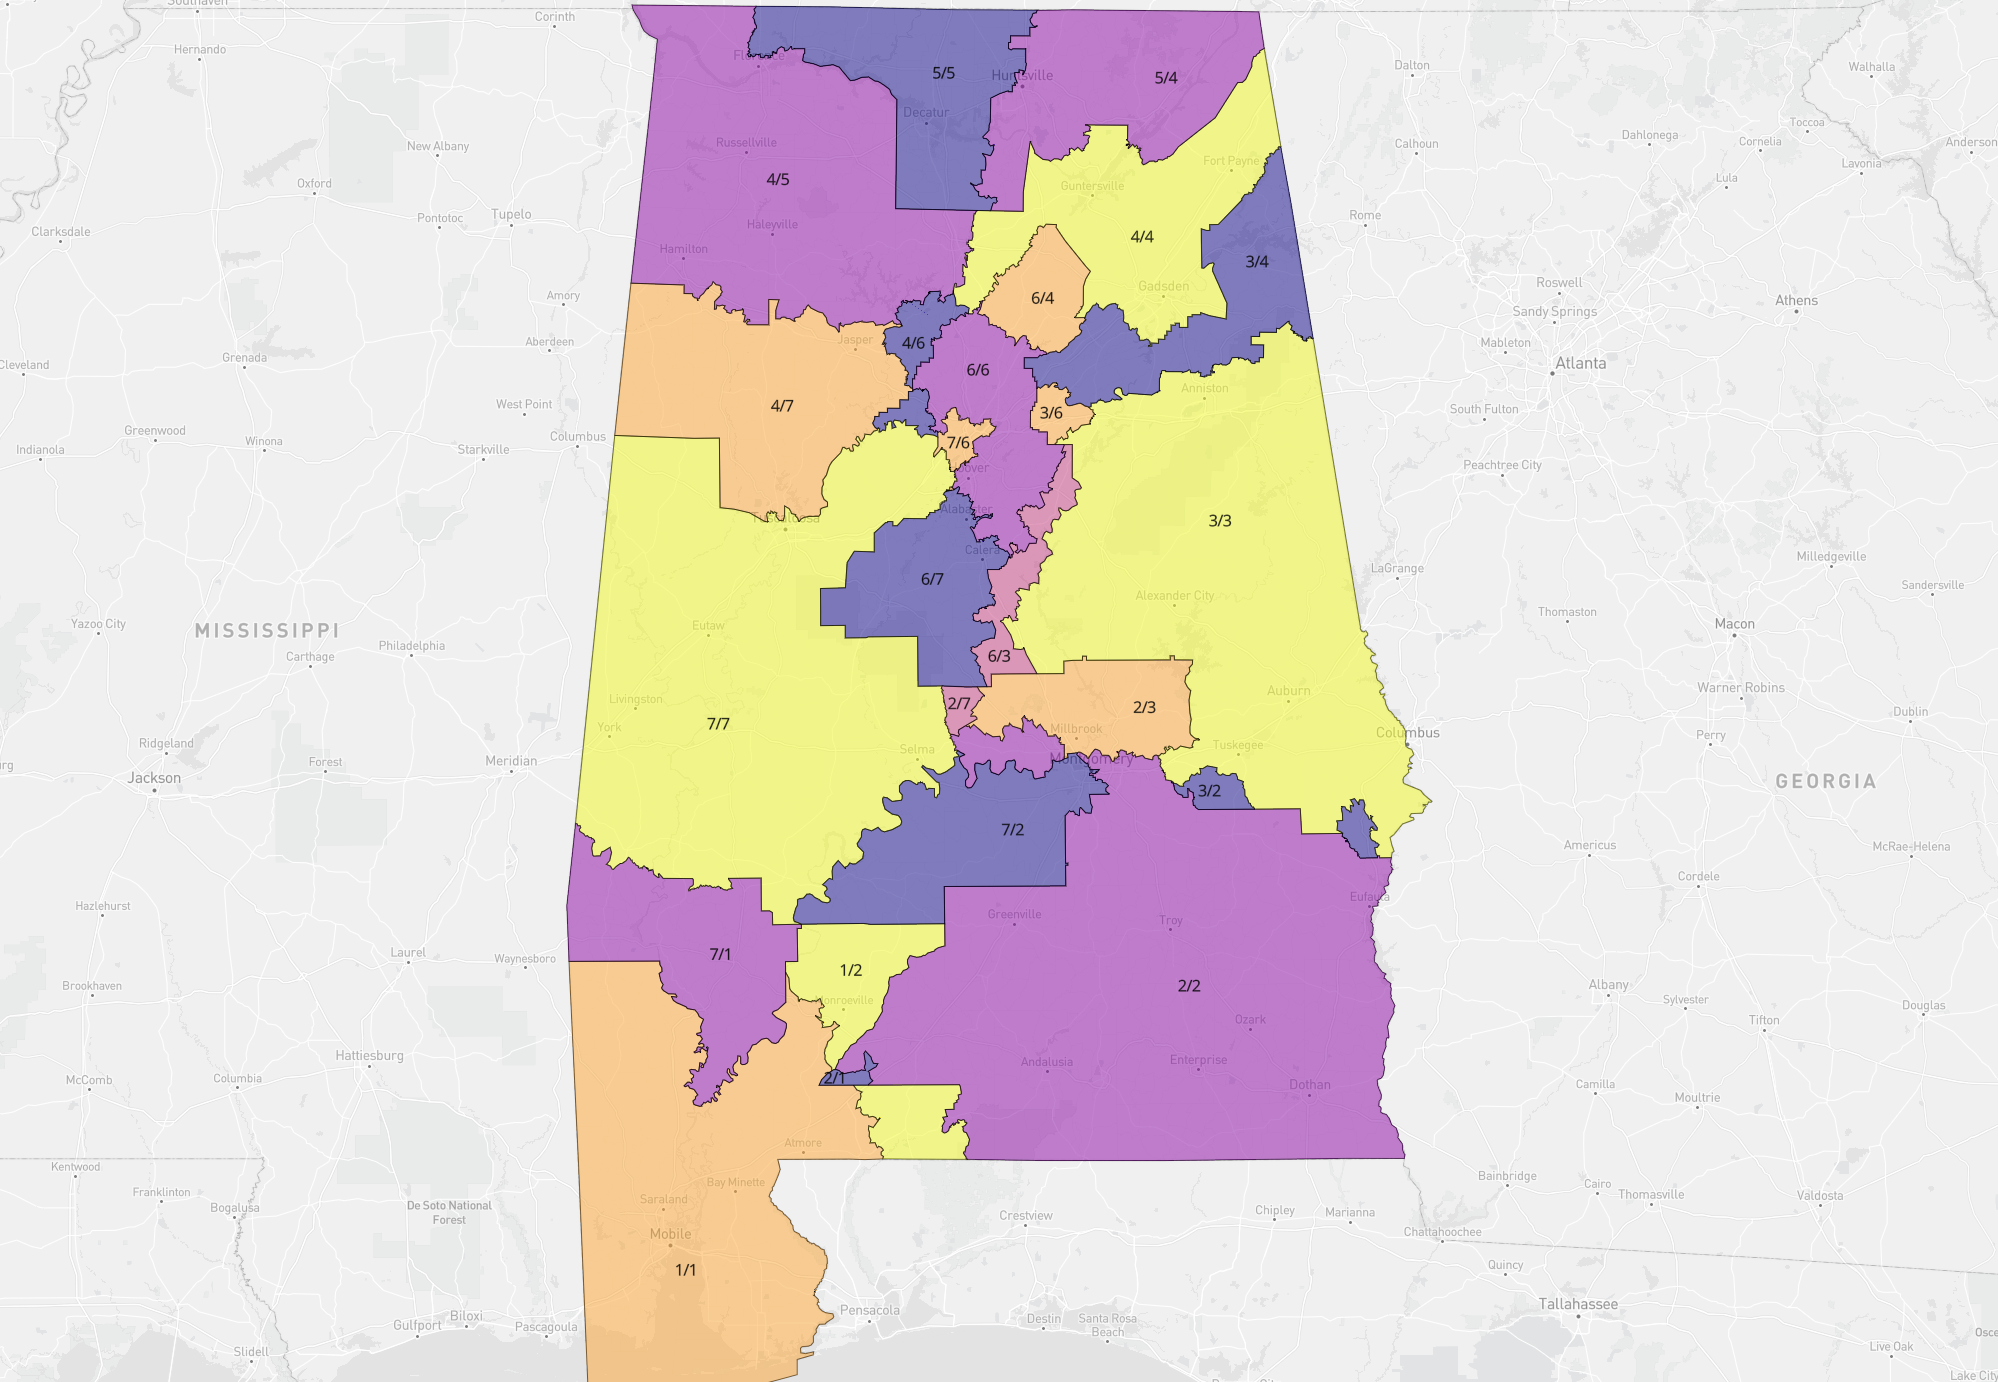 Southaven
Corinth
Hernando
Florence
5/5
5/4
Huntsville
Dalton
Walhalla
Decatur
Toccoa
Dahlonega
Cornelia
Anderson
New Albany
Russellville
Calhoun
Lavonia
Fort Payne
Oxford
4/5
Guntersville
Lula
Pontotoc
Tupelo
Haleyville
Rome
Clarksdale
4/4
Hamilton
3/4
Gadsden
Roswell
Amory
6/4
Athens
Sandy Springs
Aberdeen
Jasper
4/6
Mableton
Grenada
Cleveland
6/6
Atlanta
Anniston
West Point
4/7
3/6
South Fulton
Greenwood
Winona
Columbus
7/6
Indianola
Starkville
Peachtree City
Hoover
Alabaster
Tuscaloosa
3/3
Calera
Milledgeville
LaGrange
6/7
Sandersville
Alexander City
Thomaston
Yazoo City
MISSISSIPPI
Eutaw
Macon
Philadelphia
Carthage
6/3
Livingston
2/7
2/3
Auburn
Warner Robins
York
7/7
Millbrook
Dublin
Columbus
Perry
Ridgeland
Selma
Tuskegee
Forest
Meridian
Montgomery
Jackson
3/2
GEORGIA
7/2
Americus
McRae-Helena
Cordele
Hazlehurst
Eufaula
Greenville
Troy
Laurel
7/1
Waynesboro
1/2
Brookhaven
2/2
Albany
Monroeville
Sylvester
Douglas
Ozark
Tifton
Hattiesburg
Andalusia
Enterprise
McComb
Columbia
2/1
Dothan
Camilla
Moultrie
Atmore
Kentwood
Bainbridge
Bay Minette
Cairo
Franklinton
Saraland
Thomasville
Valdosta
De Soto National
Forest
Bogalusa
Crestview
Chipley
Marianna
Mobile
Chattahoochee
1/1
Quincy
Tallahassee
Pensacola
Biloxi
Gulfport
Pascagoula
Destin
Santa Rosa
Beach
Slidell
Live Oak
Lake City